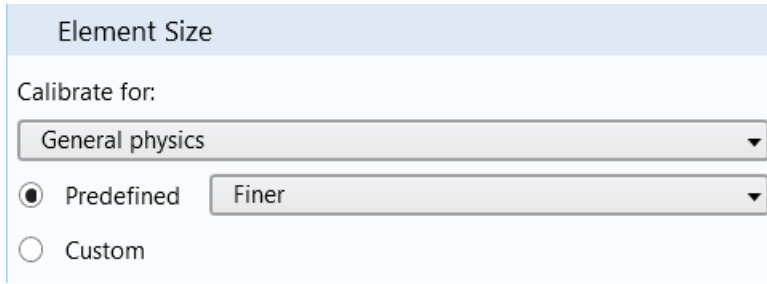 Element Size
Calibrate for:
General physics
Predefined Finer
Custom